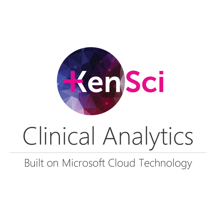 KenSci
Clinical Analytics
Built on Microsoft Cloud Technology